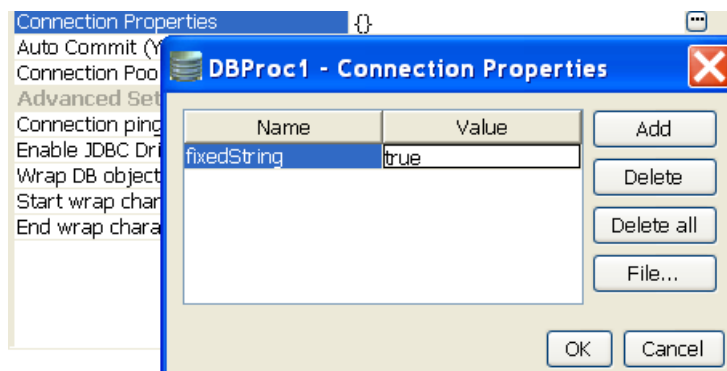 Connection Properties {} ...
Auto Commit (Y
Connection Poo
Advanced Set
Connection ping
Enable JDBC Dri
Wrap DB object
Start wrap char
End wrap chara
DBProc1 - Connection Properties
Name Value
fixedString true
Add
Delete
Delete all
File...
OK Cancel